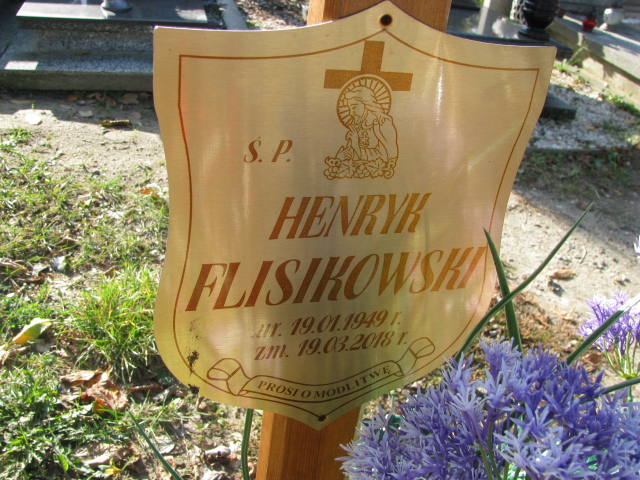 Ś. P.
HENRYK
FLISIKOWSKI
ur. 19.01.1949 r.
zm. 19.03.2018 r.
PROSI O MODLITWĘ